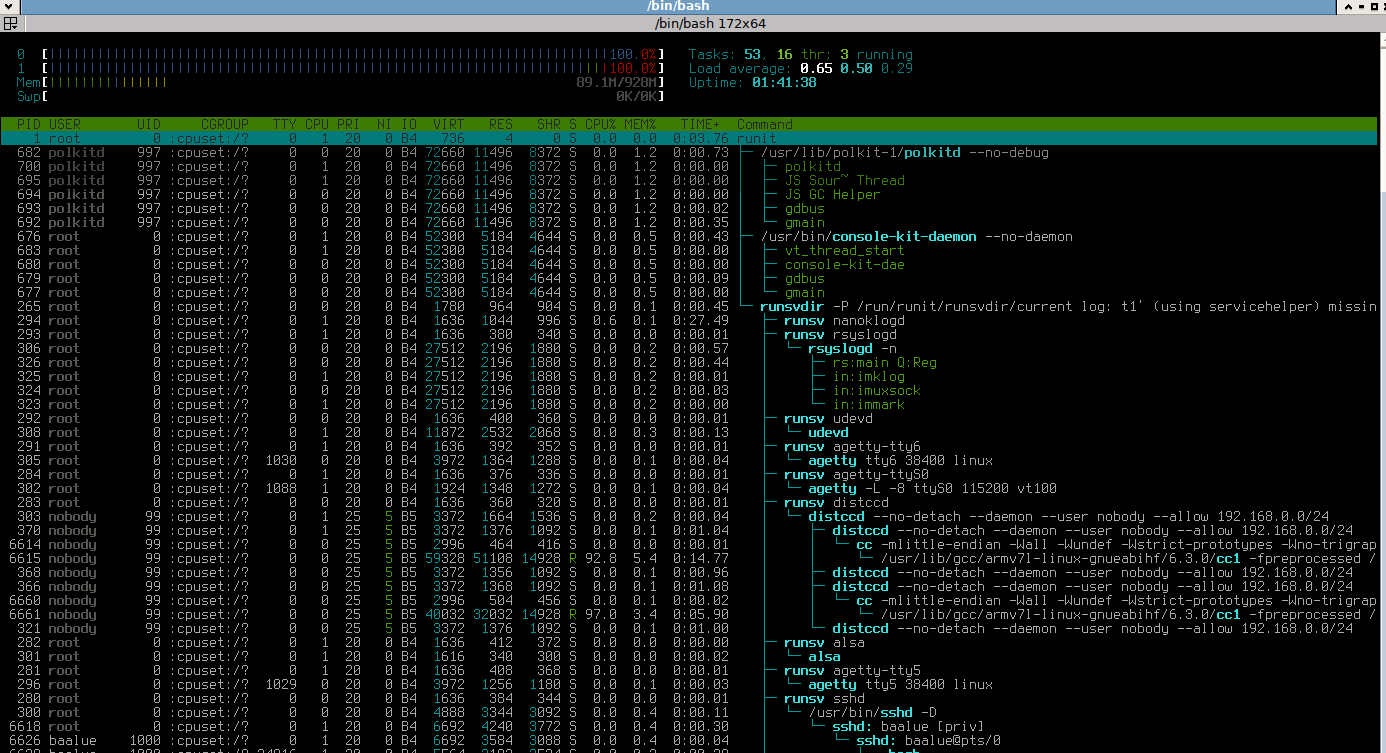 /bin/bash
/bin/bash 172x64
0 [100.0%] Tasks: 53, 16 thr; 3 running
1 [100.0%] Load average: 0.65 0.50 0.29
Mem[89.1M/928M] Uptime: 01:41:38
Swp[0K/0K]
PID USER UID CGROUP TTY CPU PRI NI IO VIRT RES SHR S CPU% MEM% TIME+ Command
1 root 0 :cpuset:/? 0 1 20 0 B4 736 4 0 S 0.0 0.0 0:03.76 runit
682 polkitd 997 :cpuset:/? 0 0 20 0 B4 72660 11496 8372 S 0.0 1.2 0:00.73 /usr/lib/polkit-1/polkitd --no-debug
700 polkitd 997 :cpuset:/? 0 1 20 0 B4 72660 11496 8372 S 0.0 1.2 0:00.00 polkitd
695 polkitd 997 :cpuset:/? 0 1 20 0 B4 72660 11496 8372 S 0.0 1.2 0:00.00 JS Sour~ Thread
694 polkitd 997 :cpuset:/? 0 1 20 0 B4 72660 11496 8372 S 0.0 1.2 0:00.00 JS GC Helper
693 polkitd 997 :cpuset:/? 0 0 20 0 B4 72660 11496 8372 S 0.0 1.2 0:00.02 gdbus
692 polkitd 997 :cpuset:/? 0 0 20 0 B4 72660 11496 8372 S 0.0 1.2 0:00.35 gmain
676 root 0 :cpuset:/? 0 1 20 0 B4 52300 5184 4644 S 0.0 0.5 0:00.43 /usr/bin/console-kit-daemon --no-daemon
683 root 0 :cpuset:/? 0 1 20 0 B4 52300 5184 4644 S 0.0 0.5 0:00.00 vt_thread_start
680 root 0 :cpuset:/? 0 1 20 0 B4 52300 5184 4644 S 0.0 0.5 0:00.00 console-kit-dae
679 root 0 :cpuset:/? 0 1 20 0 B4 52300 5184 4644 S 0.0 0.5 0:00.09 gdbus
677 root 0 :cpuset:/? 0 1 20 0 B4 52300 5184 4644 S 0.0 0.5 0:00.00 gmain
265 root 0 :cpuset:/? 0 1 20 0 B4 1780 964 904 S 0.0 0.1 0:00.45 runsvdir -P /run/runit/runsvdir/current log: t1' (using servicehelper) missin
294 root 0 :cpuset:/? 0 1 20 0 B4 1636 1044 996 S 0.6 0.1 0:27.49 runsv nanoklogd
293 root 0 :cpuset:/? 0 0 20 0 B4 1636 380 340 S 0.0 0.0 0:00.01 runsv rsyslogd
306 root 0 :cpuset:/? 0 0 20 0 B4 27512 2196 1880 S 0.0 0.2 0:00.57 rsyslogd -n
326 root 0 :cpuset:/? 0 0 20 0 B4 27512 2196 1880 S 0.0 0.2 0:00.44 rs:main Q:Reg
325 root 0 :cpuset:/? 0 1 20 0 B4 27512 2196 1880 S 0.0 0.2 0:00.01 in:imklog
324 root 0 :cpuset:/? 0 0 20 0 B4 27512 2196 1880 S 0.0 0.2 0:00.03 in:imuxsock
323 root 0 :cpuset:/? 0 0 20 0 B4 27512 2196 1880 S 0.0 0.2 0:00.00 in:immark
292 root 0 :cpuset:/? 0 0 20 0 B4 1636 400 360 S 0.0 0.0 0:00.01 runsv udevd
308 root 0 :cpuset:/? 0 1 20 0 B4 11872 2532 2068 S 0.0 0.3 0:00.13 udevd
291 root 0 :cpuset:/? 0 1 20 0 B4 1636 392 352 S 0.0 0.0 0:00.01 runsv agetty-tty6
305 root 0 :cpuset:/? 1030 0 20 0 B4 3972 1364 1288 S 0.0 0.1 0:00.04 agetty tty6 38400 linux
284 root 0 :cpuset:/? 0 0 20 0 B4 1636 376 336 S 0.0 0.0 0:00.01 runsv agetty-ttyS0
302 root 0 :cpuset:/? 1088 1 20 0 B4 1924 1348 1272 S 0.0 0.1 0:00.04 agetty -L -8 ttyS0 115200 vt100
283 root 0 :cpuset:/? 0 0 20 0 B4 1636 360 320 S 0.0 0.0 0:00.01 runsv distccd
303 nobody 99 :cpuset:/? 0 1 25 5 B5 3372 1664 1536 S 0.0 0.2 0:00.04 distccd --no-detach --daemon --user nobody --allow 192.168.0.0/24
370 nobody 99 :cpuset:/? 0 1 25 5 B5 3372 1376 1092 S 0.0 0.1 0:00.93 distccd --no-detach --daemon --user nobody --allow 192.168.0.0/24
6614 nobody 99 :cpuset:/? 0 0 25 5 B5 2996 464 416 S 0.0 0.0 0:00.01 cc -mlittle-endian -Wall -Wundef -Wstrict-prototypes -Wno-trigrap
6615 nobody 99 :cpuset:/? 0 1 25 5 B5 59320 51108 14928 R 92.8 5.4 0:14.77 /usr/lib/gcc/armv7l-linux-gnueabihf/6.3.0/cc1 -fpreprocessed /
368 nobody 99 :cpuset:/? 0 0 25 5 B5 3372 1356 1092 S 0.0 0.1 0:00.96 distccd --no-detach --daemon --user nobody --allow 192.168.0.0/24
366 nobody 99 :cpuset:/? 0 0 25 5 B5 3372 1376 1092 S 0.0 0.1 0:01.08 distccd --no-detach --daemon --user nobody --allow 192.168.0.0/24
6660 nobody 99 :cpuset:/? 0 1 25 5 B5 2996 504 456 S 0.0 0.1 0:00.02 cc -mlittle-endian -Wall -Wundef -Wstrict-prototypes -Wno-trigrap
6661 nobody 99 :cpuset:/? 0 0 25 5 B5 40032 32032 14928 R 97.0 3.4 0:05.90 /usr/lib/gcc/armv7l-linux-gnueabihf/6.3.0/cc1 -fpreprocessed /
321 nobody 99 :cpuset:/? 0 0 25 5 B5 3372 1376 1092 S 0.0 0.1 0:01.00 distccd --no-detach --daemon --user nobody --allow 192.168.0.0/24
282 root 0 :cpuset:/? 0 1 20 0 B4 1636 412 372 S 0.0 0.0 0:00.01 runsv alsa
301 root 0 :cpuset:/? 0 1 20 0 B4 1616 340 300 S 0.0 0.0 0:00.02 alsa
281 root 0 :cpuset:/? 0 1 20 0 B4 1636 408 368 S 0.0 0.0 0:00.01 runsv agetty-tty5
296 root 0 :cpuset:/? 1029 0 20 0 B4 3972 1256 1180 S 0.0 0.1 0:00.03 agetty tty5 38400 linux
280 root 0 :cpuset:/? 0 0 20 0 B4 1636 384 344 S 0.0 0.0 0:00.01 runsv sshd
300 root 0 :cpuset:/? 0 0 20 0 B4 4888 3344 3092 S 0.0 0.4 0:00.11 /usr/bin/sshd -D
6618 root 0 :cpuset:/? 0 1 20 0 B4 6692 4240 3772 S 0.0 0.4 0:00.30 sshd: baalue [priv]
6626 baalue 1000 :cpuset:/? 0 0 20 0 B4 6692 3584 3088 S 0.0 0.4 0:00.04 sshd: baalue@pts/0